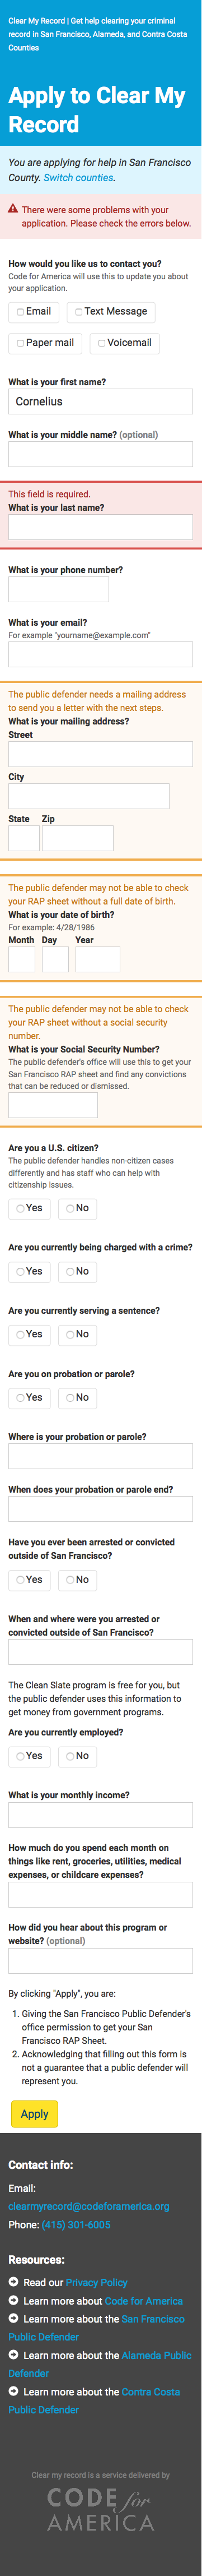 Clear My Record | Get help clearing your criminal
record in San Francisco, Alameda, and Contra Costa
Counties
Apply to Clear My
Record
You are applying for help in San Francisco
County. Switch counties.
There were some problems with your
application. Please check the errors below.
How would you like us to contact you?
Code for America will use this to update you about
your application.
Email
Text Message
Paper mail
Voicemail
What is your first name?
Cornelius
What is your middle name? (optional)
This field is required.
What is your last name?
What is your phone number?
What is your email?
For example "yourname@example.com"
The public defender needs a mailing address
to send you a letter with the next steps.
What is your mailing address?
Street
City
State Zip
The public defender may not be able to check
your RAP sheet without a full date of birth.
What is your date of birth?
For example: 4/28/1986
Month Day Year
The public defender may not be able to check
your RAP sheet without a social security
number.
What is your Social Security Number?
The public defender's office will use this to get your
San Francisco RAP sheet and find any convictions
that can be reduced or dismissed.
Are you a U.S. citizen?
The public defender handles non-citizen cases
differently and has staff who can help with
citizenship issues.
Yes No
Are you currently being charged with a crime?
Yes No
Are you currently serving a sentence?
Yes No
Are you on probation or parole?
Yes No
Where is your probation or parole?
When does your probation or parole end?
Have you ever been arrested or convicted
outside of San Francisco?
Yes No
When and where were you arrested or
convicted outside of San Francisco?
The Clean Slate program is free for you, but
the public defender uses this information to
get money from government programs.
Are you currently employed?
Yes No
What is your monthly income?
How much do you spend each month on
things like rent, groceries, utilities, medical
expenses, or childcare expenses?
How did you hear about this program or
website? (optional)
By clicking "Apply", you are:
1. Giving the San Francisco Public Defender's
office permission to get your San
Francisco RAP Sheet.
2. Acknowledging that filling out this form is
not a guarantee that a public defender will
represent you.
Apply
Contact info:
Email:
clearmyrecord@codeforamerica.org
Phone: (415) 301-6005
Resources:
Read our Privacy Policy
Learn more about Code for America
Learn more about the San Francisco
Public Defender
Learn more about the Alameda Public
Defender
Learn more about the Contra Costa
Public Defender
Clear my record is a service delivered by
CODE for
AMERICA